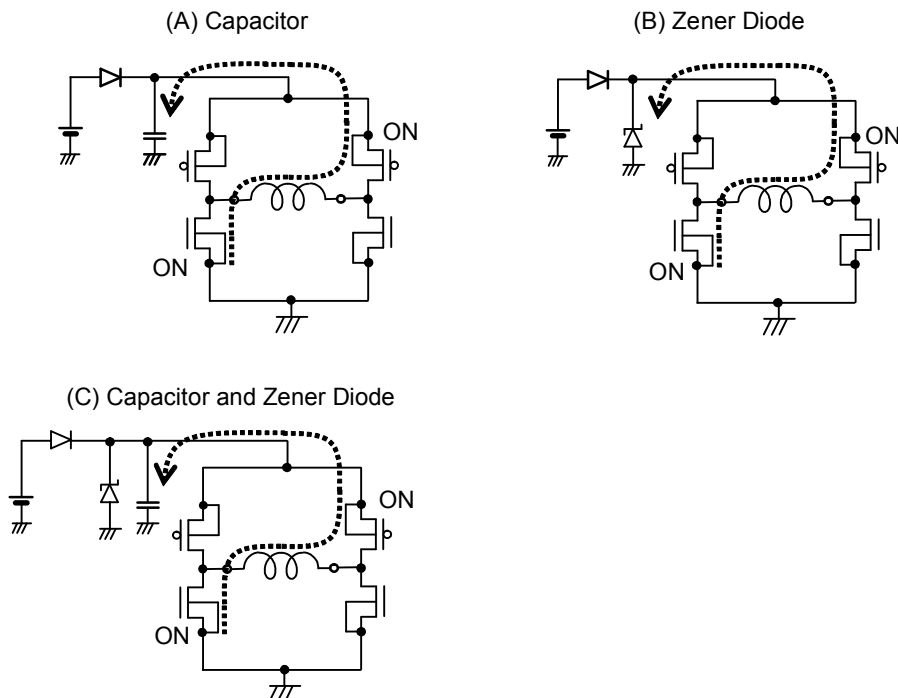 (A) Capacitor
(B) Zener Diode
ON
ON
ON
ON
(C) Capacitor and Zener Diode
ON
ON